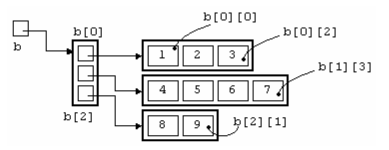 b[0][0]
b[0]
b[0][2]
b
1 2 3
b[1][3]
4 5 6 7
b[2]
8 9
b[2][1]